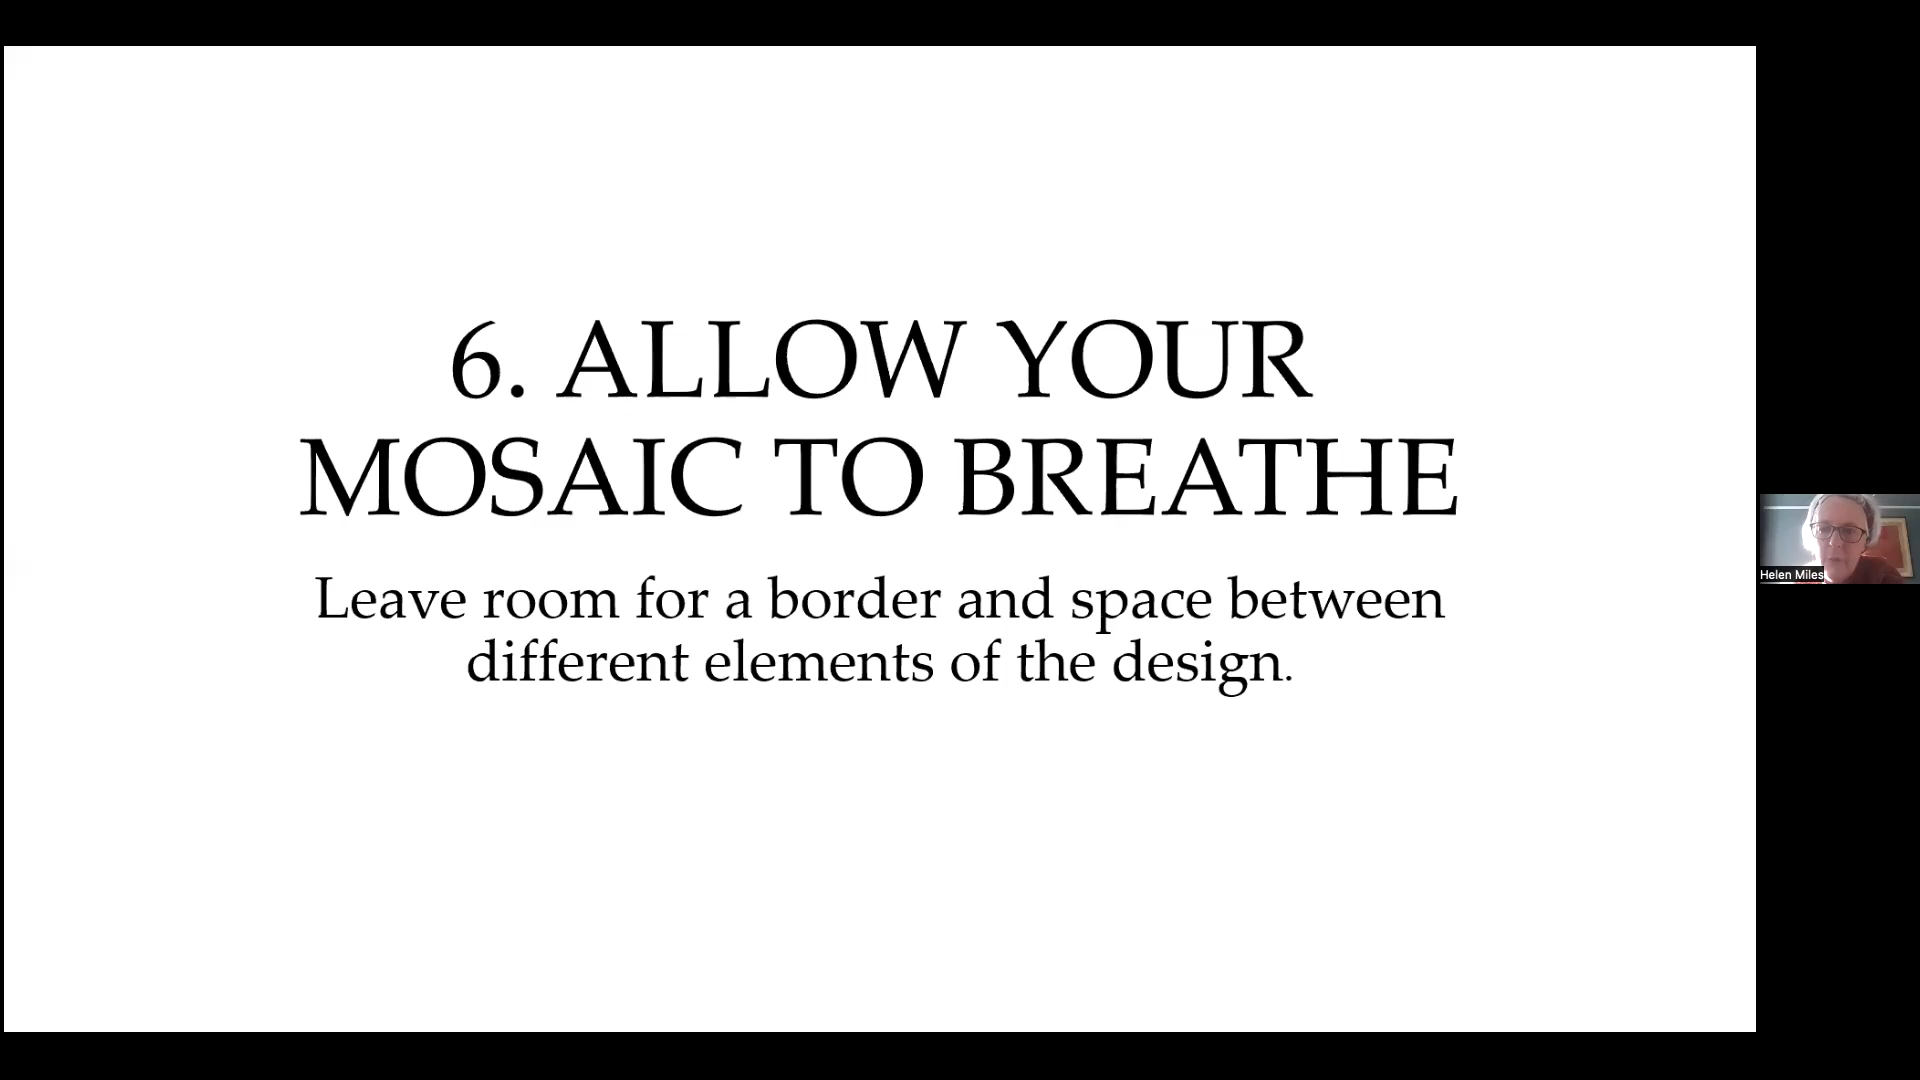 6. ALLOW YOUR
MOSAIC TO BREATHE
Leave room for a border and space between
different elements of the design.
Helen Miles